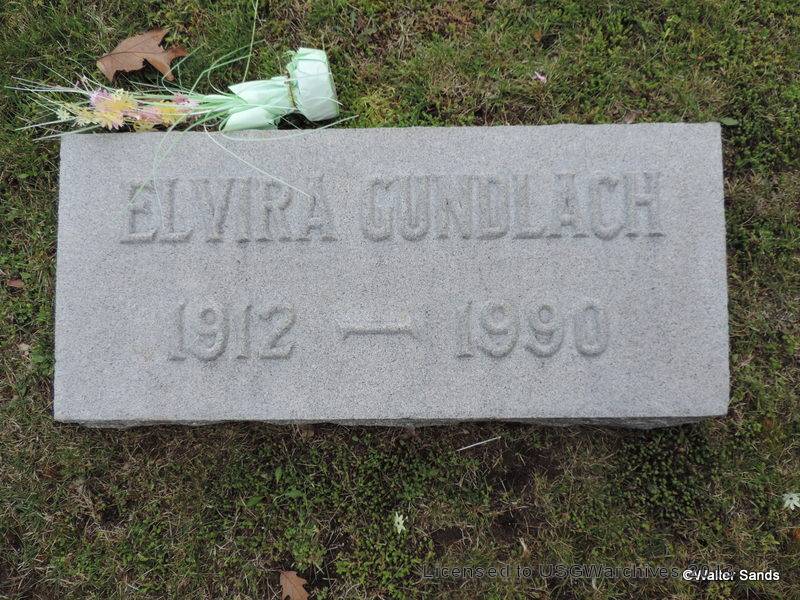 ELVIRA GUNDLACH
1912 — 1990
Licensed to USGWarchives
©Walter Sands